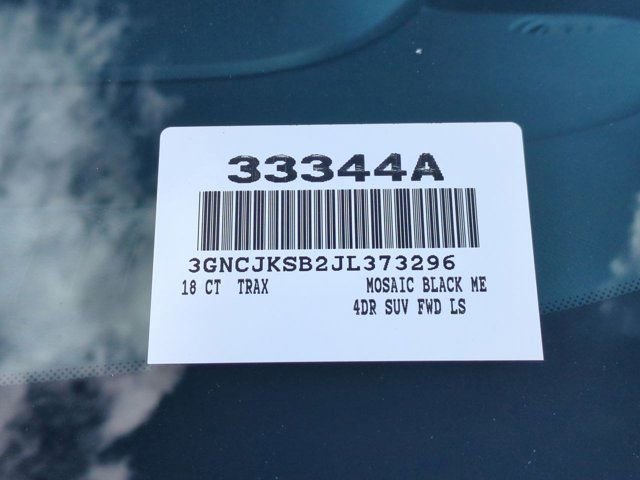 33344A
3GNCJKSB2JL373296
18 CT TRAX MOSAIC BLACK ME
4DR SUV FWD LS